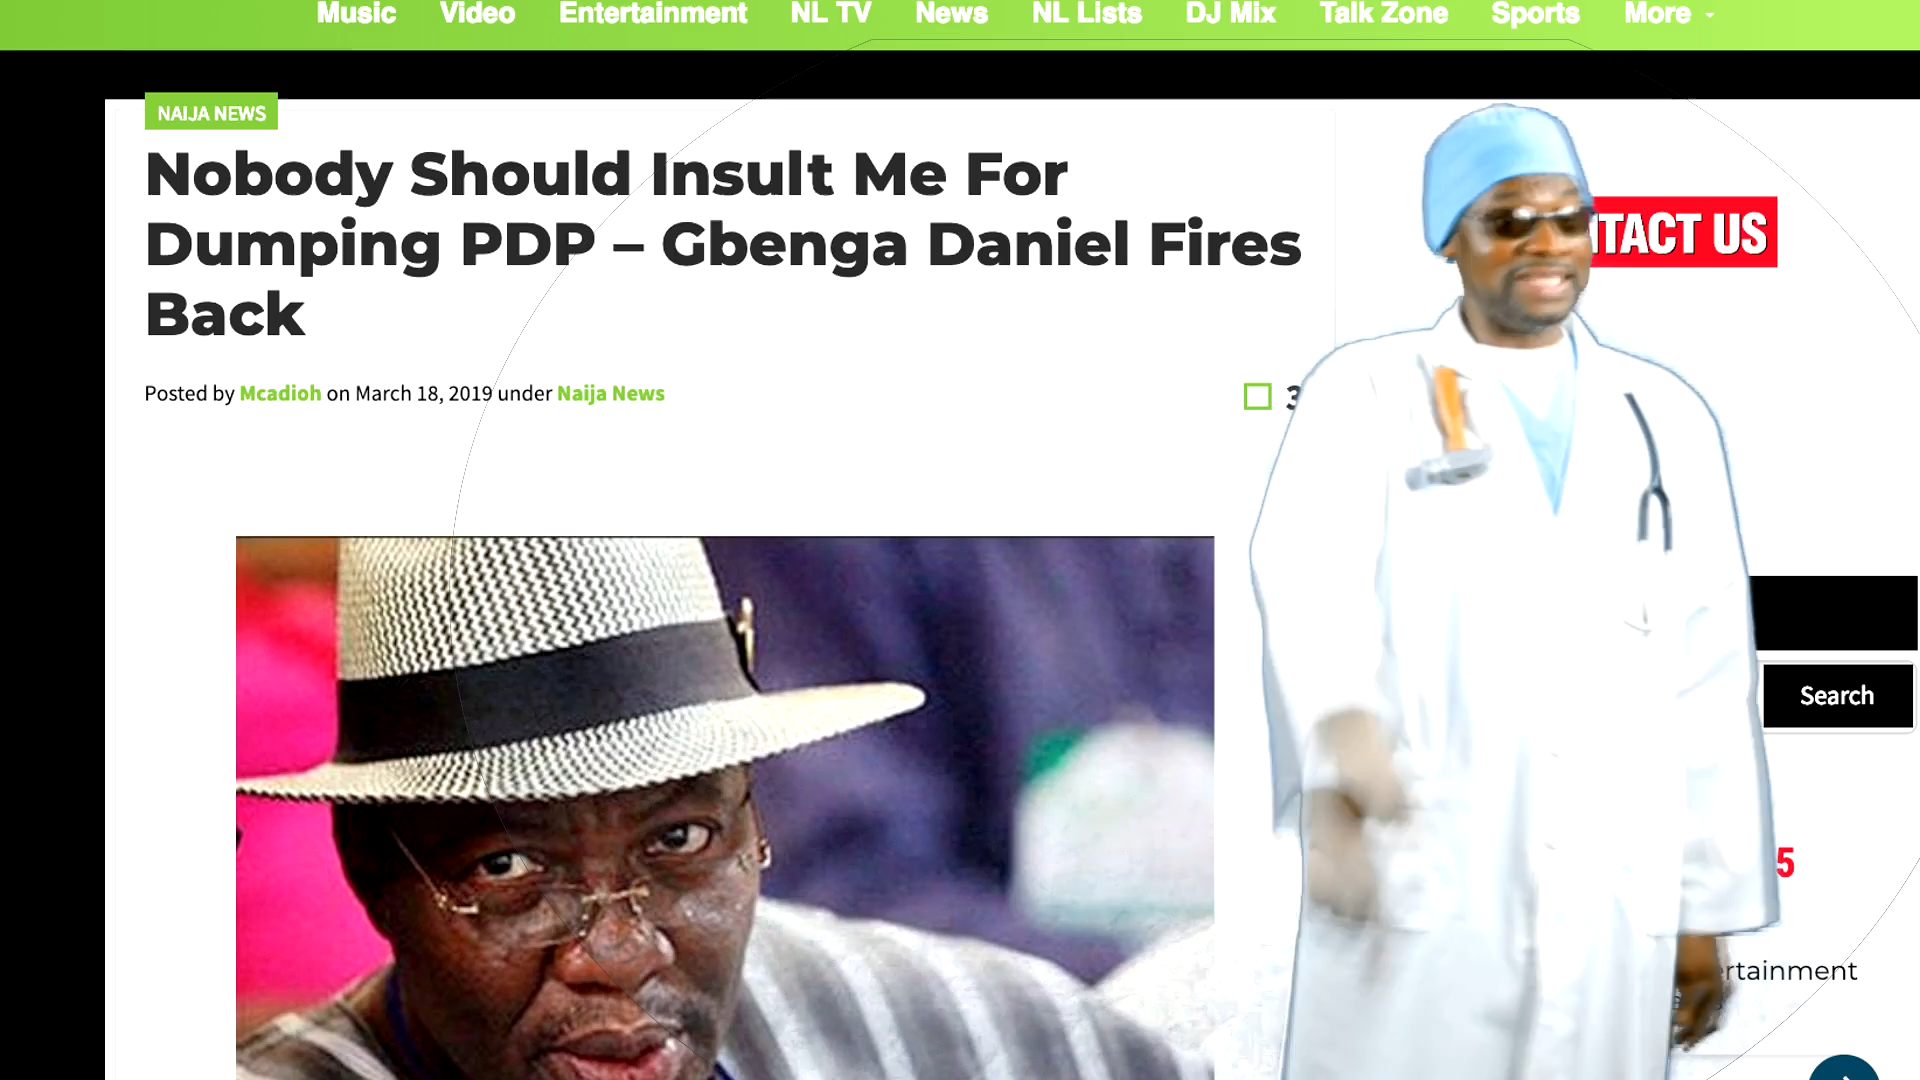 Music Video Entertainment NL TV News NL Lists DJ Mix Talk Zone Sports More
NAIJA NEWS
Nobody Should Insult Me For
Dumping PDP – Gbenga Daniel Fires
Back
TACT US
Posted by Mcadioh on March 18, 2019 under Naija News
3
Search
5
rtainment